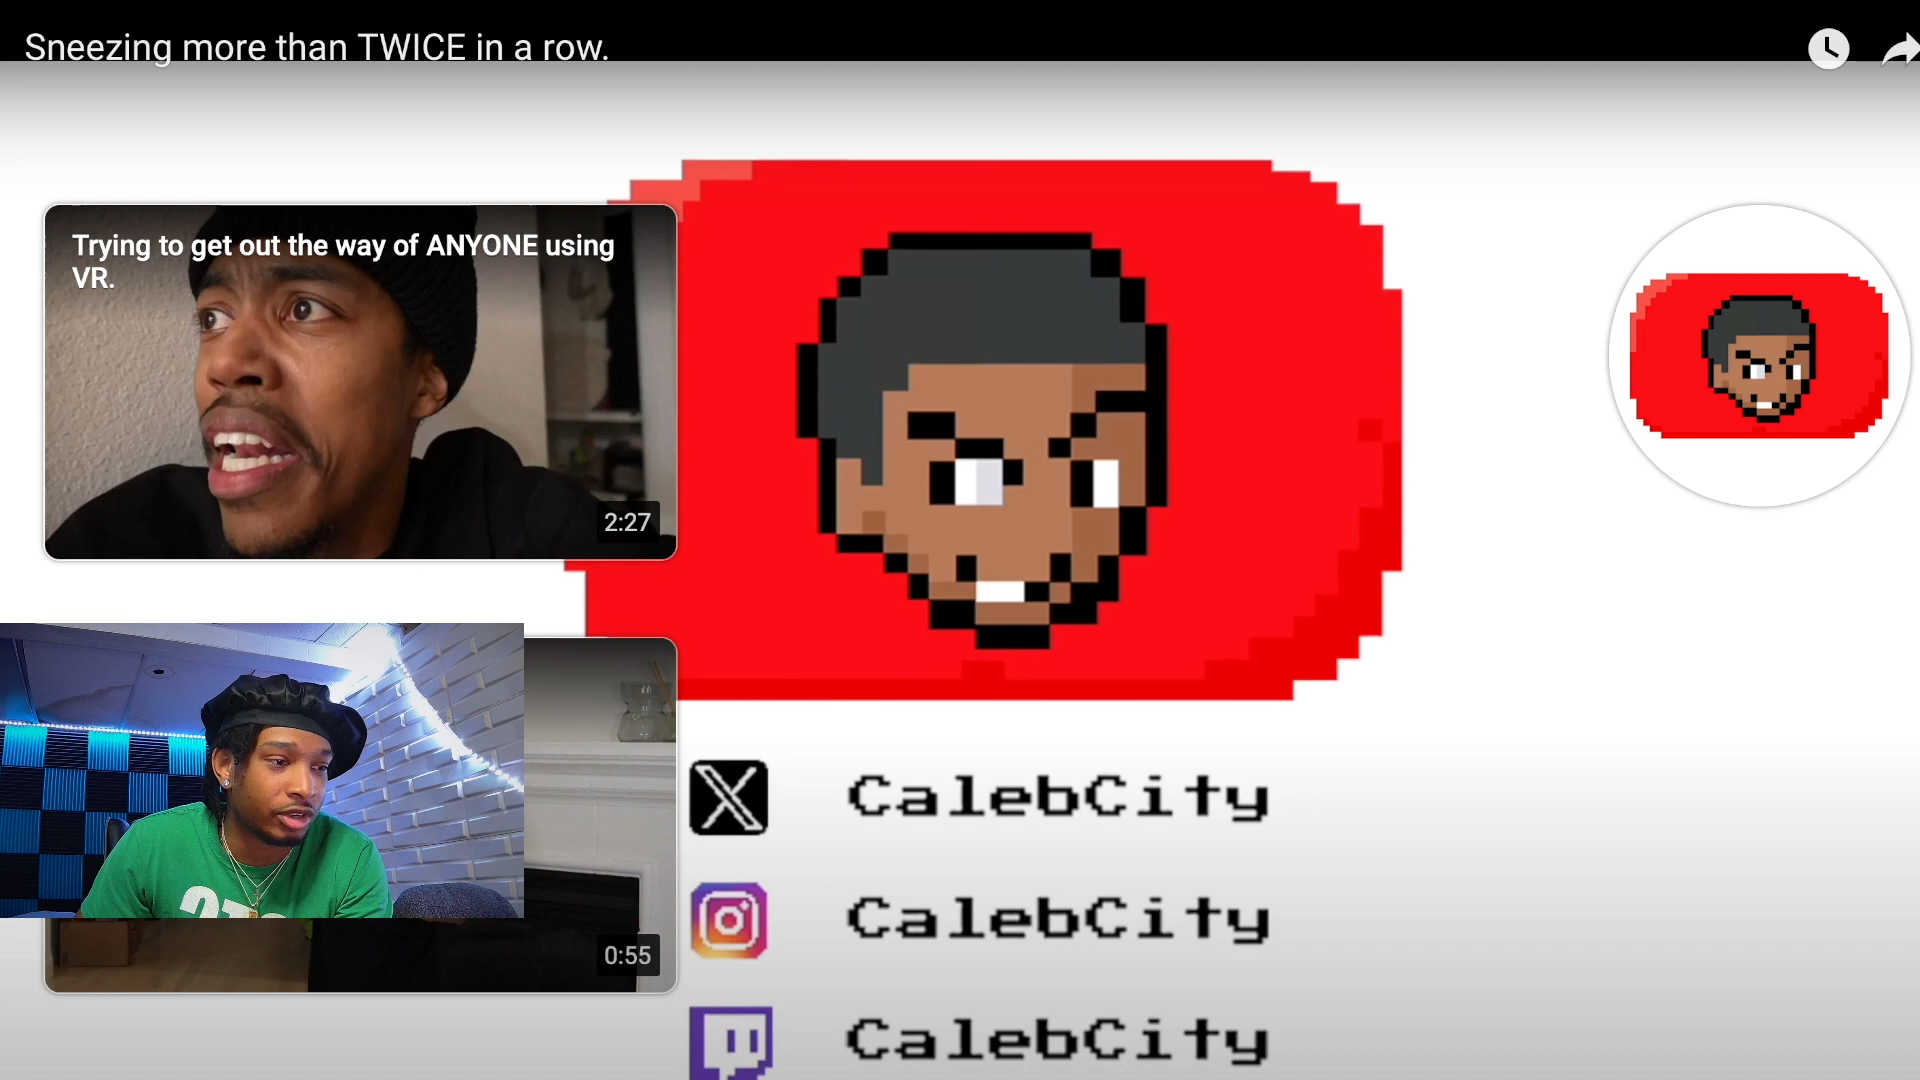 Sneezing more than TWICE in a row.
Trying to get out the way of ANYONE using
VR.
2:27
0:55
CalebCity
CalebCity
CalebCity